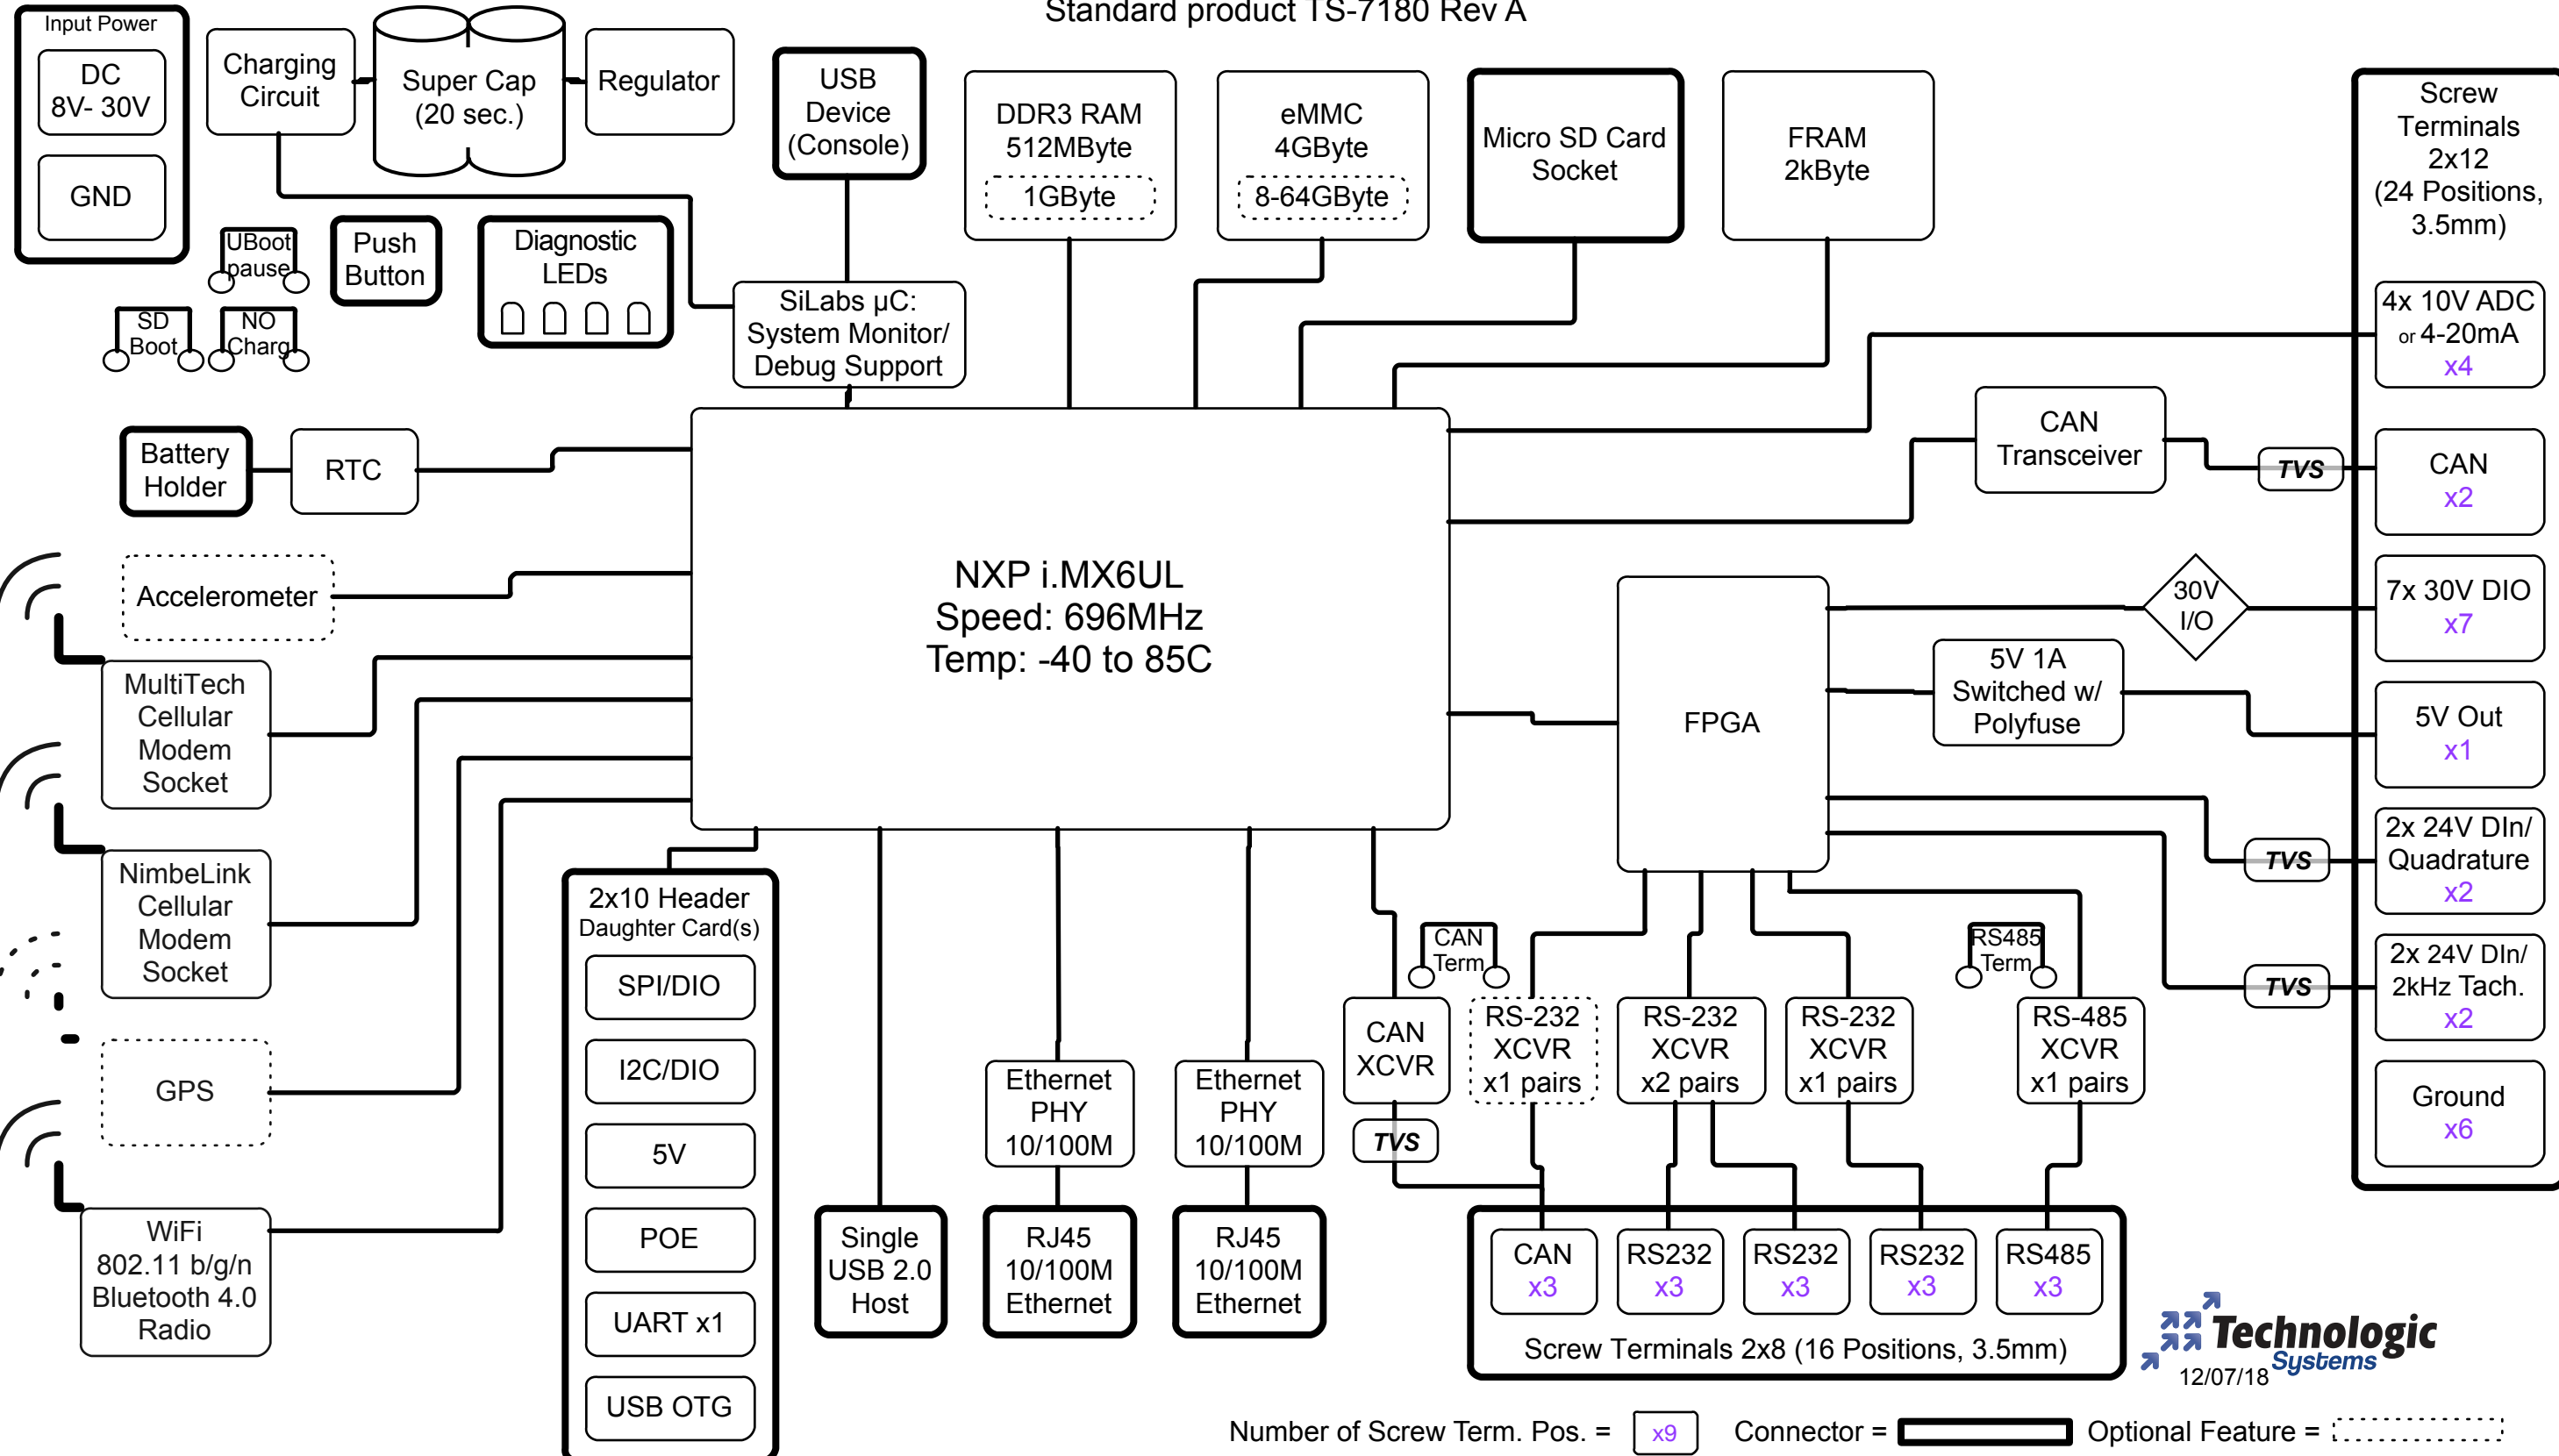 Standard product TS-7180 Rev A
Input Power
DC
8V- 30V
GND
Charging
Circuit
Super Cap
(20 sec.)
Regulator
USB
Device
(Console)
DDR3 RAM
512MByte
1GByte
eMMC
4GByte
8-64GByte
Micro SD Card
Socket
FRAM
2kByte
Screw
Terminals
2x12
(24 Positions,
3.5mm)
UBoot
pause
Push
Button
Diagnostic
LEDs
SD
Boot
NO
Charg
SiLabs µC:
System Monitor/
Debug Support
4x 10V ADC
or 4-20mA
x4
Battery
Holder
RTC
CAN
Transceiver
TVS
CAN
x2
Accelerometer
NXP i.MX6UL
Speed: 696MHz
Temp: -40 to 85C
30V
I/O
7x 30V DIO
x7
MultiTech
Cellular
Modem
Socket
FPGA
5V 1A
Switched w/
Polyfuse
5V Out
x1
NimbeLink
Cellular
Modem
Socket
TVS
2x 24V DIn/
Quadrature
x2
TVS
2x 24V DIn/
2kHz Tach.
x2
2x10 Header
Daughter Card(s)
SPI/DIO
I2C/DIO
5V
POE
UART x1
USB OTG
CAN
Term
RS485
Term
GPS
Ethernet
PHY
10/100M
Ethernet
PHY
10/100M
CAN
XCVR
TVS
RS-232
XCVR
x1 pairs
RS-232
XCVR
x2 pairs
RS-232
XCVR
x1 pairs
RS-485
XCVR
x1 pairs
Ground
x6
WiFi
802.11 b/g/n
Bluetooth 4.0
Radio
Single
USB 2.0
Host
RJ45
10/100M
Ethernet
RJ45
10/100M
Ethernet
CAN
x3
RS232
x3
RS232
x3
RS232
x3
RS485
x3
Screw Terminals 2x8 (16 Positions, 3.5mm)
Technologic
Systems
12/07/18
Number of Screw Term. Pos. = x9 Connector = Optional Feature =